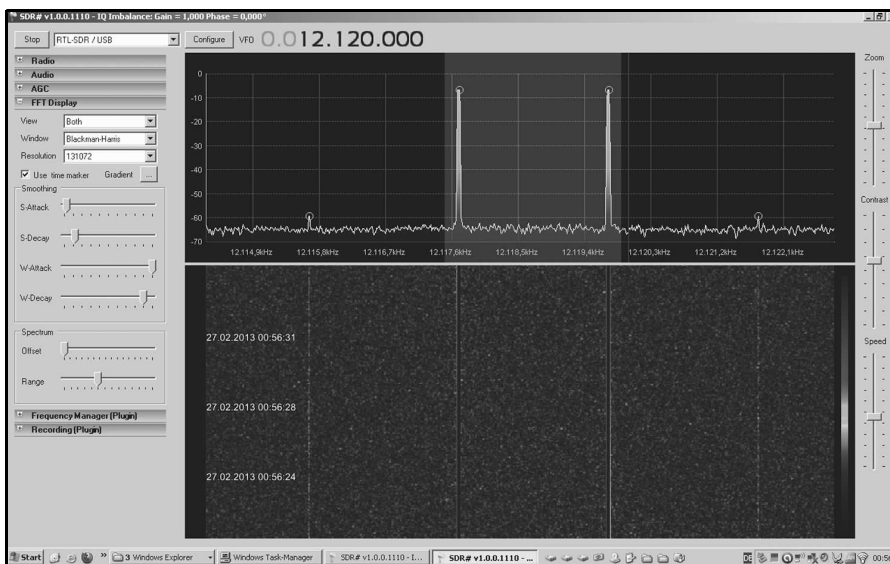 SDR# v1.0.0.1110 - IQ Imbalance: Gain = 1,000 Phase = 0,000°
Stop RTL-SDR / USB Configure VFO 0.012.120.000
Radio
Audio
AGC
FFT Display
View Both
Window Blackman-Harris
Resolution 131072
Use time marker Gradient ...
Smoothing
S-Attack
S-Decay
W-Attack
W-Decay
Spectrum
Offset
Range
Frequency Manager (Plugin)
Recording (Plugin)
0
-10
-20
-30
-40
-50
-60
-70
12.114,9kHz 12.115,8kHz 12.116,7kHz 12.117,6kHz 12.118,5kHz 12.119,4kHz 12.120,3kHz 12.121,2kHz 12.122,1kHz
27.02.2013 00:56:31
27.02.2013 00:56:28
27.02.2013 00:56:24
Zoom
Contrast
Speed
Start » 3 Windows Explorer Windows Task-Manager SDR# v1.0.0.1110 - I... SDR# v1.0.0.1110 - ... DE